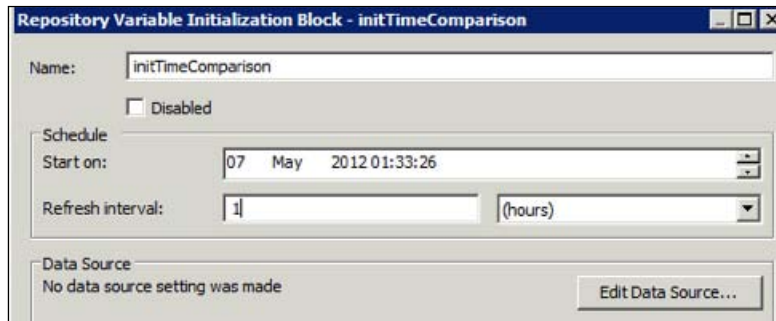 Repository Variable Initialization Block - initTimeComparison
Name: initTimeComparison
Disabled
Schedule
Start on: 07 May 2012 01:33:26
Refresh interval: 1 (hours)
Data Source
No data source setting was made
Edit Data Source...